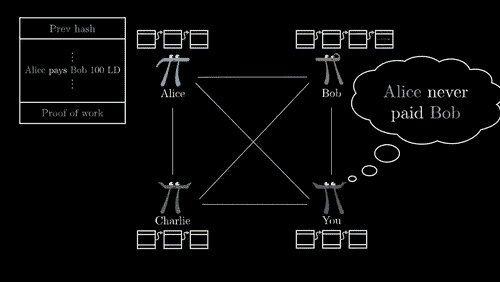 Prev hash
Alice pays Bob 100 LD
Proof of work
Alice
Bob
Alice never
paid Bob
Charlie
You